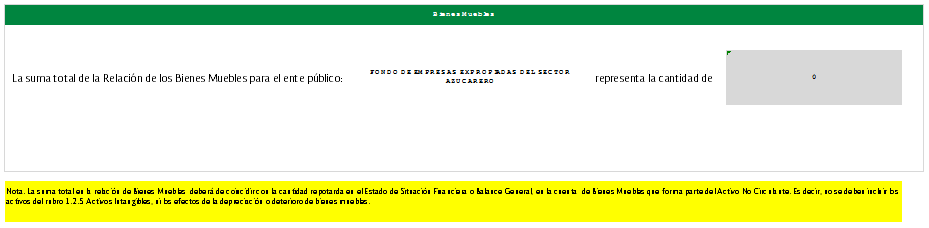 Bienes Muebles
La suma total de la Relación de los Bienes Muebles para el ente público:
FONDO DE EMPRESAS EXPROPIADAS DEL SECTOR
AZUCARERO
representa la cantidad de
0
Nota. La suma total en la relación de Bienes Muebles deberá de coincidir con la cantidad reportada en el Estado de Situación Financiera o Balance General, en la cuenta de Bienes Muebles que forma parte del Activo No Circulante. Es decir, no se deben incluir los
activos del rubro 1.2.5 Activos Intangibles, ni los efectos de la depreciación o deterioro de bienes muebles.